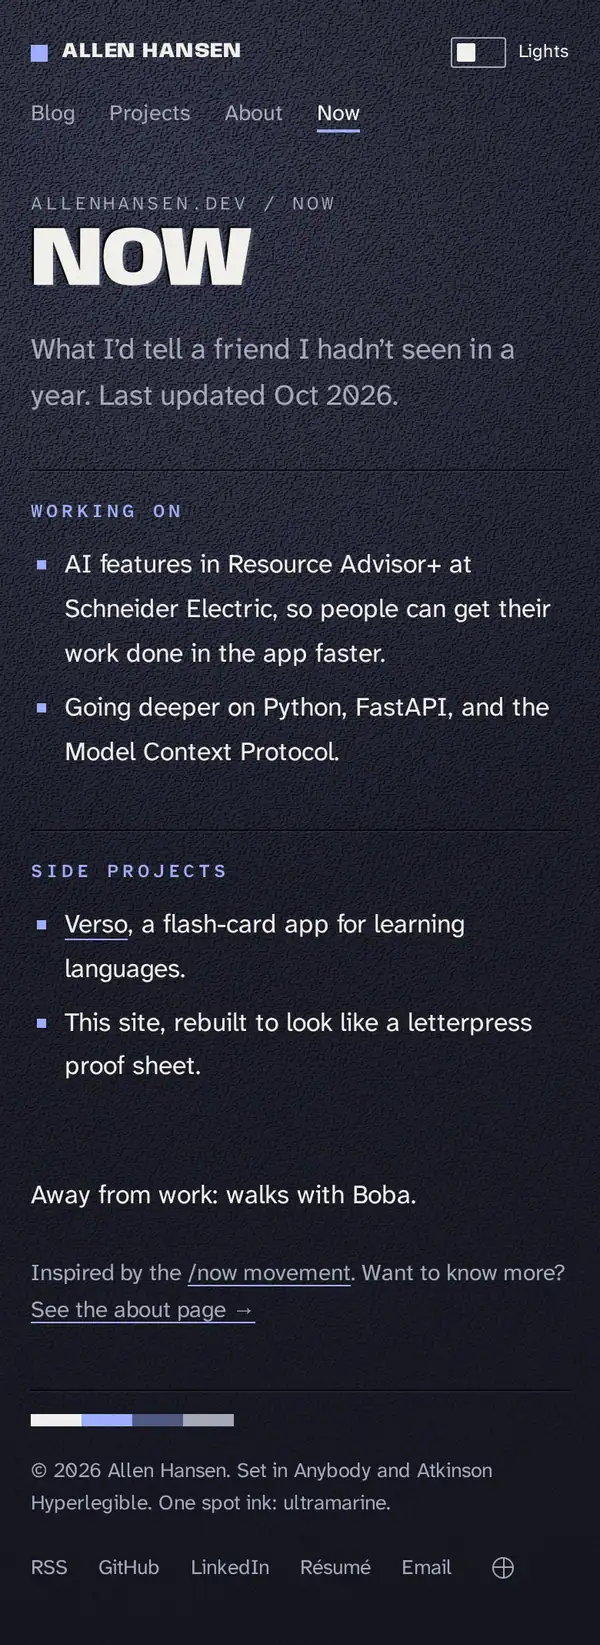 ALLEN HANSEN
Lights
Blog Projects About Now
ALLENHANSEN.DEV / NOW
NOW
What I’d tell a friend I hadn’t seen in a
year. Last updated Oct 2026.
WORKING ON
AI features in Resource Advisor+ at
Schneider Electric, so people can get their
work done in the app faster.
Going deeper on Python, FastAPI, and the
Model Context Protocol.
SIDE PROJECTS
Verso, a flash-card app for learning
languages.
This site, rebuilt to look like a letterpress
proof sheet.
Away from work: walks with Boba.
Inspired by the /now movement. Want to know more?
See the about page →
© 2026 Allen Hansen. Set in Anybody and Atkinson
Hyperlegible. One spot ink: ultramarine.
RSS GitHub LinkedIn Résumé Email